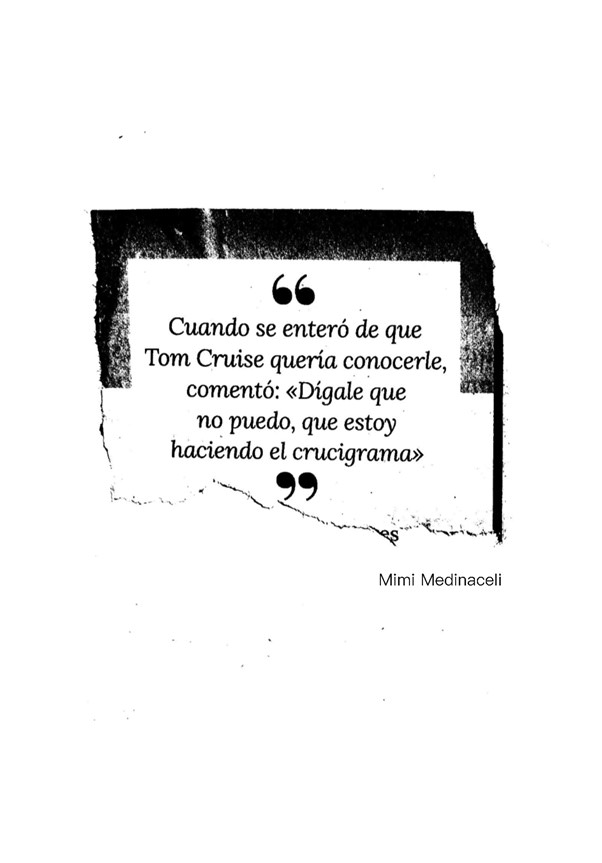 “
Cuando se enteró de que
Tom Cruise quería conocerle,
comentó: «Dígale que
no puedo, que estoy
haciendo el crucigrama»
”
es
Mimi Medinaceli